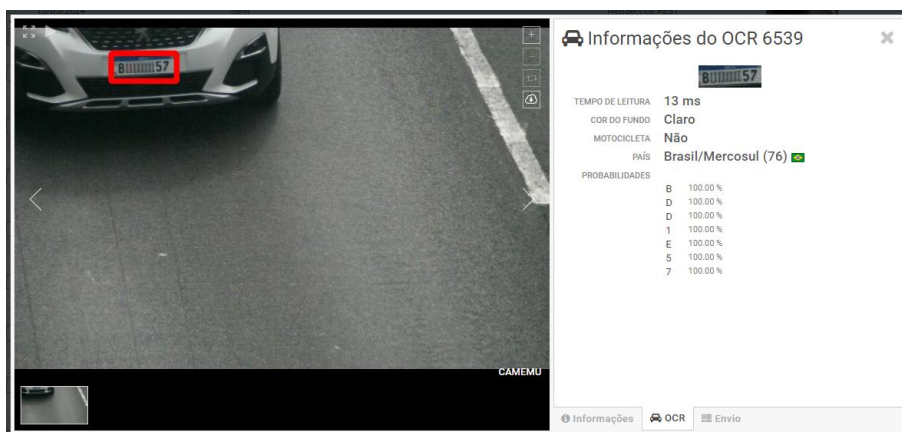 Informações do OCR 6539
TEMPO DE LEITURA 13 ms
COR DO FUNDO Claro
MOTOCICLETA Não
PAÍS Brasil/Mercosul (76)
PROBABILIDADES
B 100.00 %
D 100.00 %
D 100.00 %
1 100.00 %
E 100.00 %
5 100.00 %
7 100.00 %
CAMEMU
Informações OCR Envio